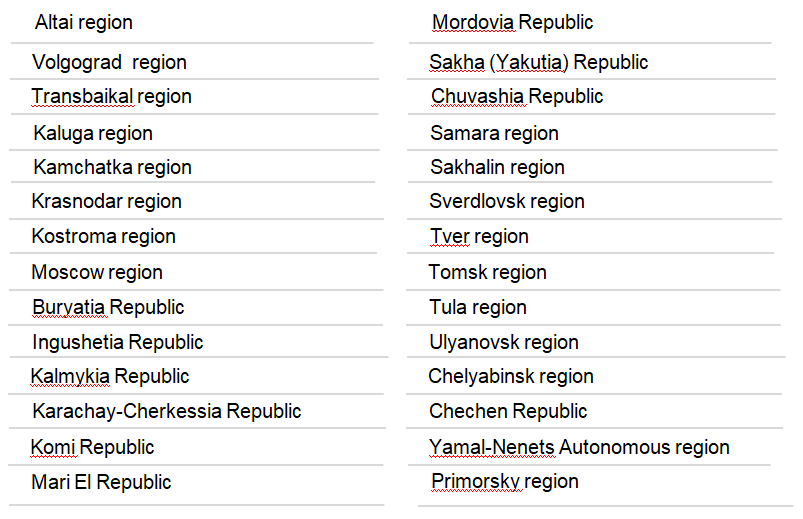 Altai region
Volgograd  region
Transbaikal region
Kaluga region
Kamchatka region
Krasnodar region
Kostroma region
Moscow region
Buryatia Republic
Ingushetia Republic
Kalmykia Republic
Karachay-Cherkessia Republic
Komi Republic
Mari El Republic
Mordovia Republic
Sakha (Yakutia) Republic
Chuvashia Republic
Samara region
Sakhalin region
Sverdlovsk region
Tver region
Tomsk region
Tula region
Ulyanovsk region
Chelyabinsk region
Chechen Republic
Yamal-Nenets Autonomous region
Primorsky region